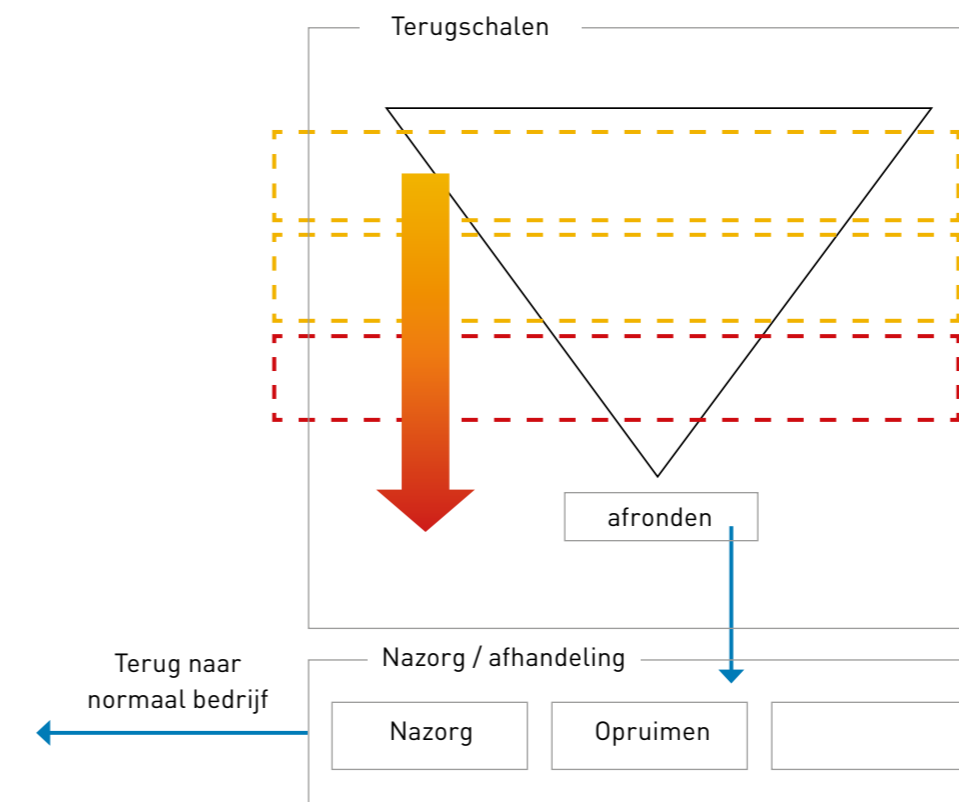 Terugschalen
afronden
Nazorg / afhandeling
Terug naar
normaal bedrijf
Nazorg
Opruimen